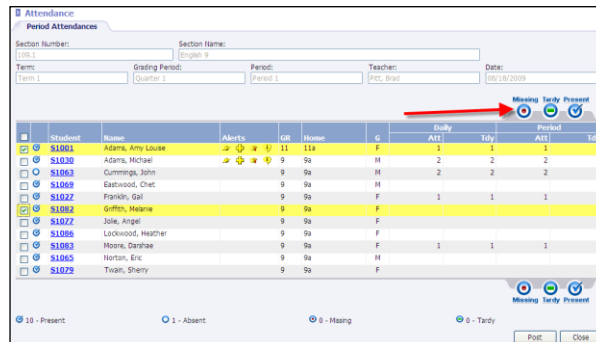 Attendance
Period Attendances
Section Number: Section Name:
109.1 English 9
Term: Grading Period: Period: Teacher: Date:
Term 1 Quarter 1 Period 1 Pitt, Brad 08/18/2009
Missing Tardy Present
Daily Period
Student Name Alerts GR Home G Att Tdy Att Td
S1001 Adams, Amy Louise 11 11a F 1 1 1
S1030 Adams, Michael 9 9a M 2 2 2
S1063 Cummings, John 9 9a M 2 2 2
S1069 Eastwood, Chet 9 9a M
S1027 Frankin, Gail 9 9a F 1 1 1
S1082 Griffith, Melanie 9 9a F
S1077 Jolie, Angel 9 9a F
S1086 Lockwood, Heather 9 9a F
S1083 Moore, Darshae 9 9a F 1 1 1
S1065 Norton, Eric 9 9a M
S1079 Twain, Sherry 9 9a F
Missing Tardy Present
10 - Present 1 - Absent 0 - Missing 0 - Tardy
Post Close